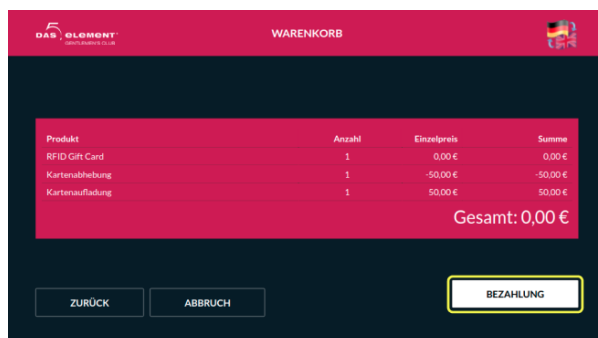 5
DAS element
GENTLEMEN'S CLUB
WARENKORB
Produkt Anzahl Einzelpreis Summe
RFID Gift Card 1 0,00 € 0,00 €
Kartenabhebung 1 -50,00 € -50,00 €
Kartenaufladung 1 50,00 € 50,00 €
Gesamt: 0,00 €
ZURÜCK ABBRUCH BEZAHLUNG